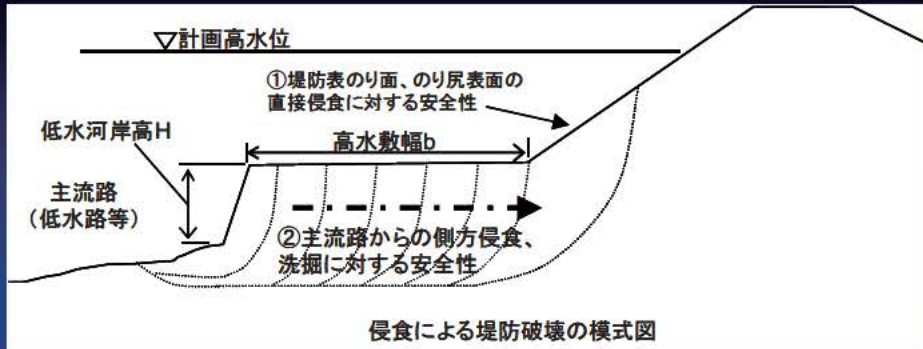 ▽計画高水位
①堤防表のり面、のり尻表面の
直接侵食に対する安全性
低水河岸高H
高水敷幅b
主流路
(低水路等)
②主流路からの側方侵食、
洗掘に対する安全性
侵食による堤防破壊の模式図